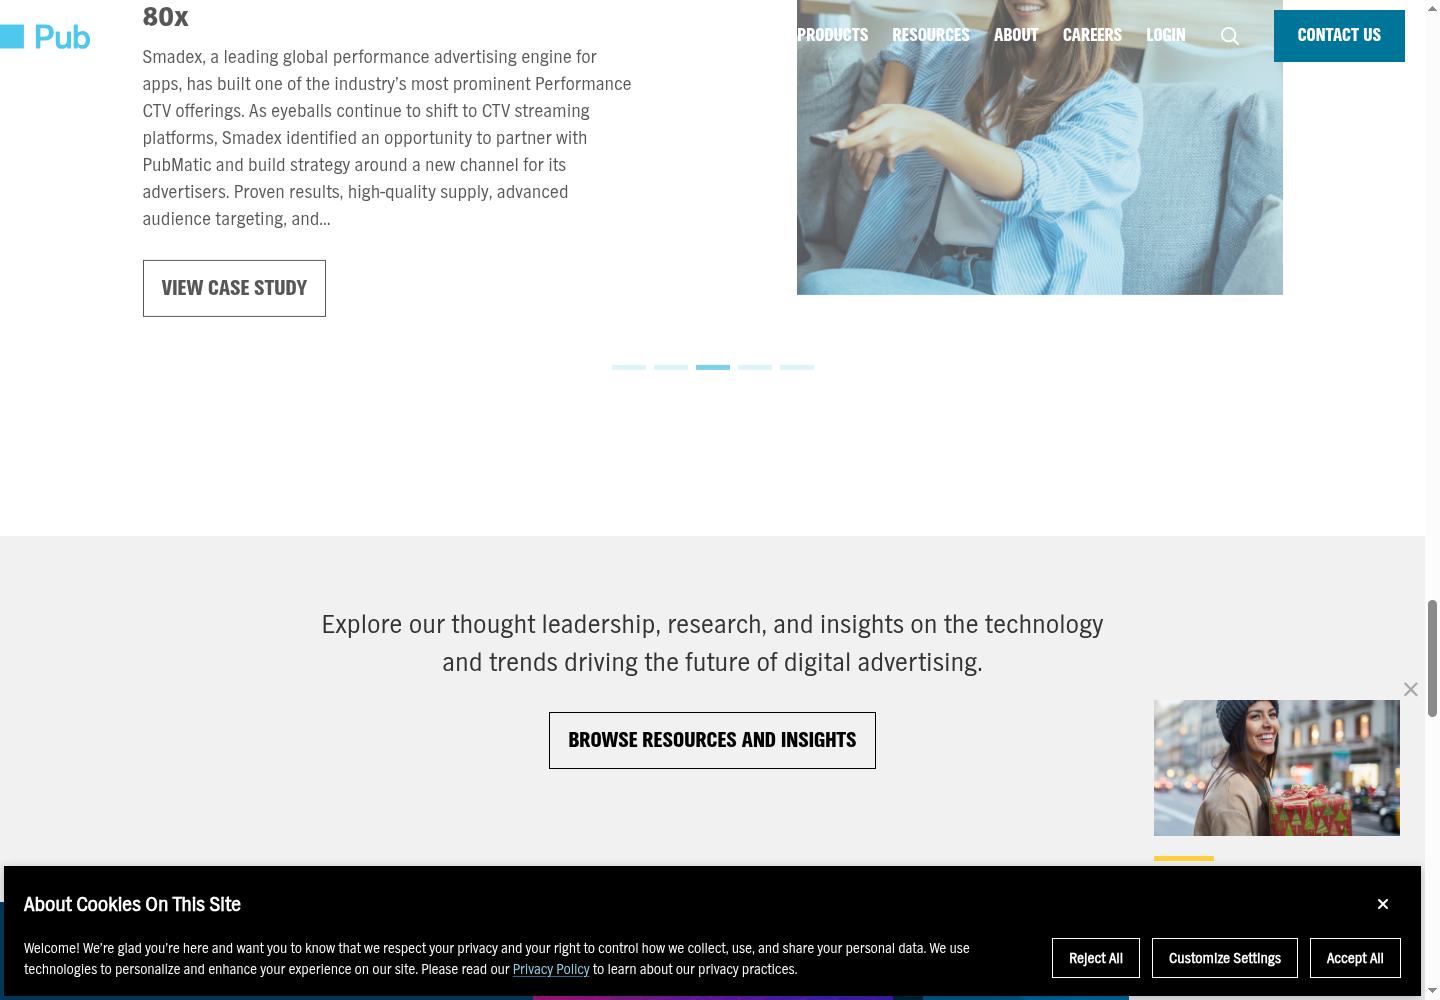 80x
Pub
PRODUCTS RESOURCES ABOUT CAREERS LOGIN CONTACT US
Smadex, a leading global performance advertising engine for
apps, has built one of the industry's most prominent Performance
CTV offerings. As eyeballs continue to shift to CTV streaming
platforms, Smadex identified an opportunity to partner with
PubMatic and build strategy around a new channel for its
advertisers. Proven results, high-quality supply, advanced
audience targeting, and...
VIEW CASE STUDY
Explore our thought leadership, research, and insights on the technology
and trends driving the future of digital advertising.
BROWSE RESOURCES AND INSIGHTS
About Cookies On This Site
Welcome! We're glad you're here and want you to know that we respect your privacy and your right to control how we collect, use, and share your personal data. We use
technologies to personalize and enhance your experience on our site. Please read our Privacy Policy to learn about our privacy practices.
Reject All Customize Settings Accept All